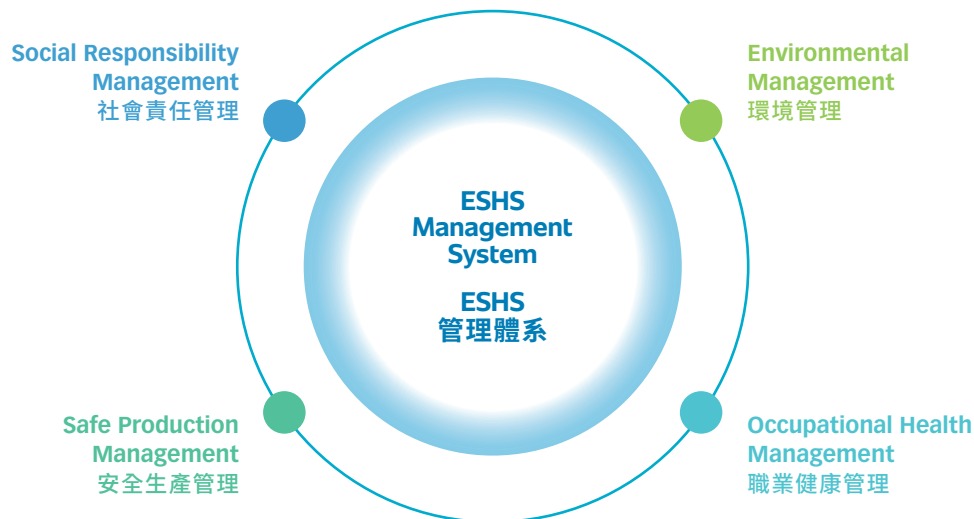 Social Responsibility
Management
社會責任管理
Environmental
Management
環境管理
ESHS
Management
System
ESHS
管理體系
Safe Production
Management
安全生產管理
Occupational Health
Management
職業健康管理